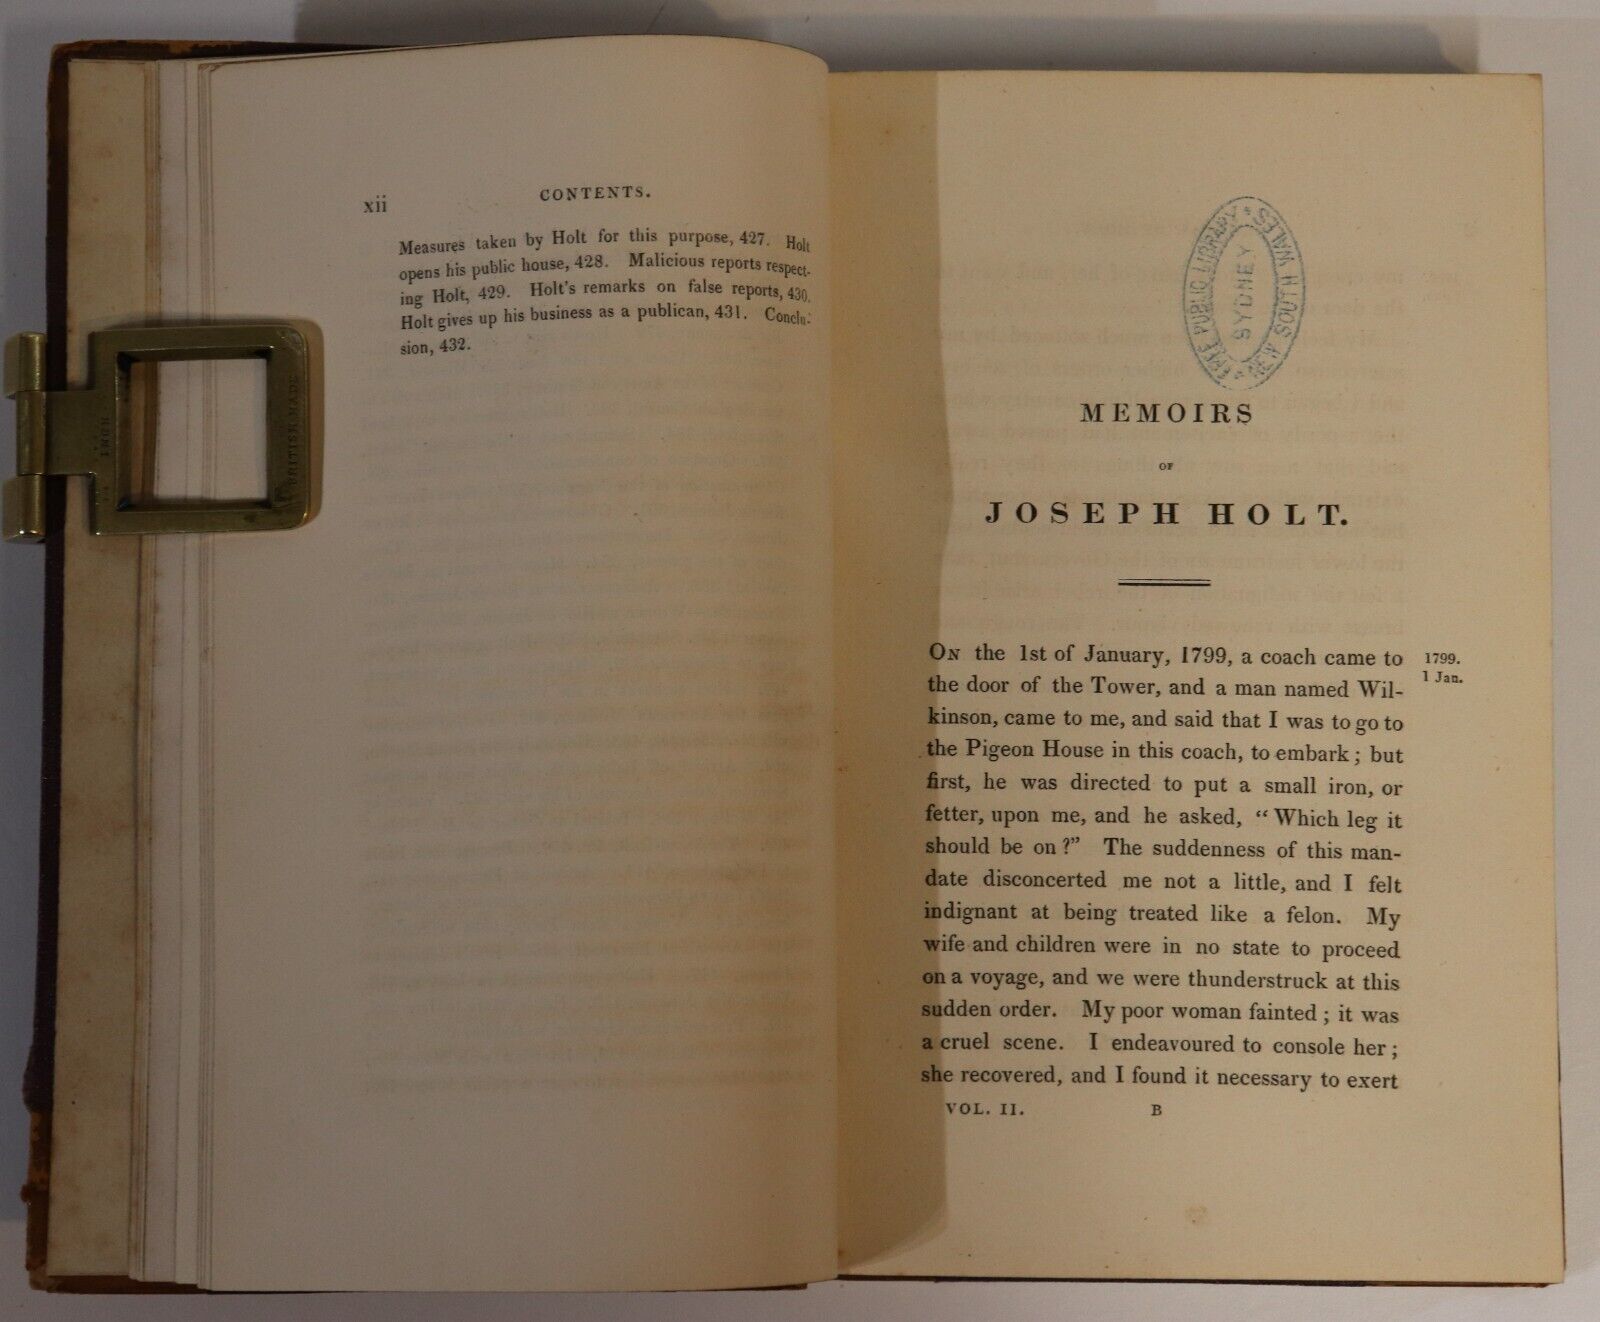 xii
CONTENTS.
Measures taken by Holt for this purpose, 427. Holt
opens his public house, 428. Malicious reports respect-
ing Holt, 429. Holt's remarks on false reports, 430.
Holt gives up his business as a publican, 431. Conclu-
sion, 432.
BRITISH MADE
FREE PUBLIC LIBRARY
SYDNEY
NEW SOUTH WALES
MEMOIRS
OF
JOSEPH HOLT.
ON the 1st of January, 1799, a coach came to
1799.
1 Jan.
the door of the Tower, and a man named Wil-
kinson, came to me, and said that I was to go to
the Pigeon House in this coach, to embark; but
first, he was directed to put a small iron, or
fetter, upon me, and he asked, "Which leg it
should be on?" The suddenness of this man-
date disconcerted me not a little, and I felt
indignant at being treated like a felon. My
wife and children were in no state to proceed
on a voyage, and we were thunderstruck at this
sudden order. My poor woman fainted; it was
a cruel scene. I endeavoured to console her;
she recovered, and I found it necessary to exert
VOL. II. B